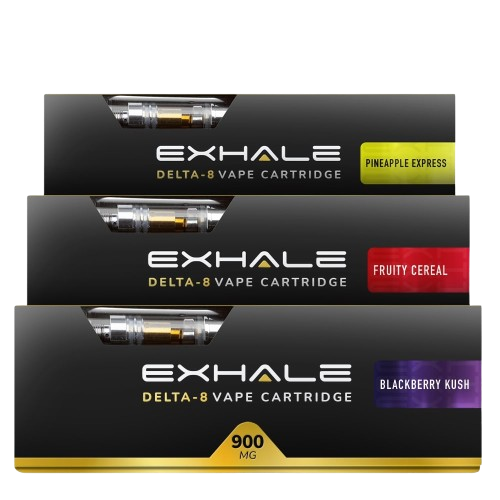 EXHALE
DELTA-8 VAPE CARTRIDGE
PINEAPPLE EXPRESS
EXHALE
DELTA-8 VAPE CARTRIDGE
FRUITY CEREAL
EXHALE
DELTA-8 VAPE CARTRIDGE
BLACKBERRY KUSH
900
MG